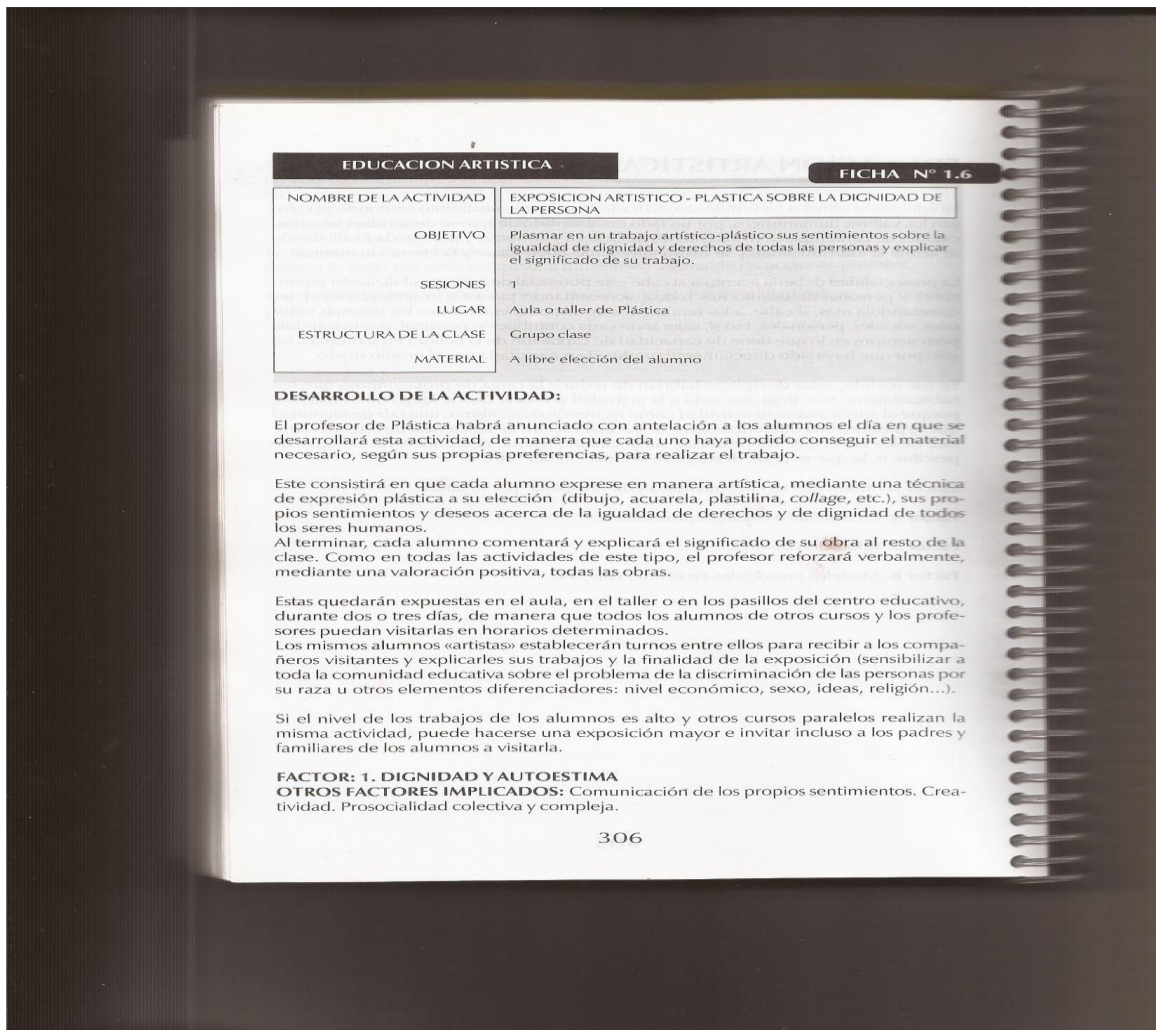 EDUCACION ARTISTICA
FICHA N° 1.6
NOMBRE DE LA ACTIVIDAD
EXPOSICION ARTISTICO - PLASTICA SOBRE LA DIGNIDAD DE
LA PERSONA
OBJETIVO
Plasmar en un trabajo artístico-plástico sus sentimientos sobre la
igualdad de dignidad y derechos de todas las personas y explicar
el significado de su trabajo.
SESIONES
1
LUGAR
Aula o taller de Plástica
ESTRUCTURA DE LA CLASE
Grupo clase
MATERIAL
A libre elección del alumno
DESARROLLO DE LA ACTIVIDAD:
El profesor de Plástica habrá anunciado con antelación a los alumnos el día en que se
desarrollará esta actividad, de manera que cada uno haya podido conseguir el material
necesario, según sus propias preferencias, para realizar el trabajo.
Este consistirá en que cada alumno exprese en manera artística, mediante una técnica
de expresión plástica a su elección (dibujo, acuarela, plastilina, collage, etc.), sus pro-
pios sentimientos y deseos acerca de la igualdad de derechos y de dignidad de todos
los seres humanos.
Al terminar, cada alumno comentará y explicará el significado de su obra al resto de la
clase. Como en todas las actividades de este tipo, el profesor reforzará verbalmente,
mediante una valoración positiva, todas las obras.
Estas quedarán expuestas en el aula, en el taller o en los pasillos del centro educativo,
durante dos o tres días, de manera que todos los alumnos de otros cursos y los profe-
sores puedan visitarlas en horarios determinados.
Los mismos alumnos «artistas» establecerán turnos entre ellos para recibir a los compa-
ñeros visitantes y explicarles sus trabajos y la finalidad de la exposición (sensibilizar a
toda la comunidad educativa sobre el problema de la discriminación de las personas por
su raza u otros elementos diferenciadores: nivel económico, sexo, ideas, religión...).
Si el nivel de los trabajos de los alumnos es alto y otros cursos paralelos realizan la
misma actividad, puede hacerse una exposición mayor e invitar incluso a los padres y
familiares de los alumnos a visitarla.
FACTOR: 1. DIGNIDAD Y AUTOESTIMA
OTROS FACTORES IMPLICADOS: Comunicación de los propios sentimientos. Crea-
tividad. Prosocialidad colectiva y compleja.
306